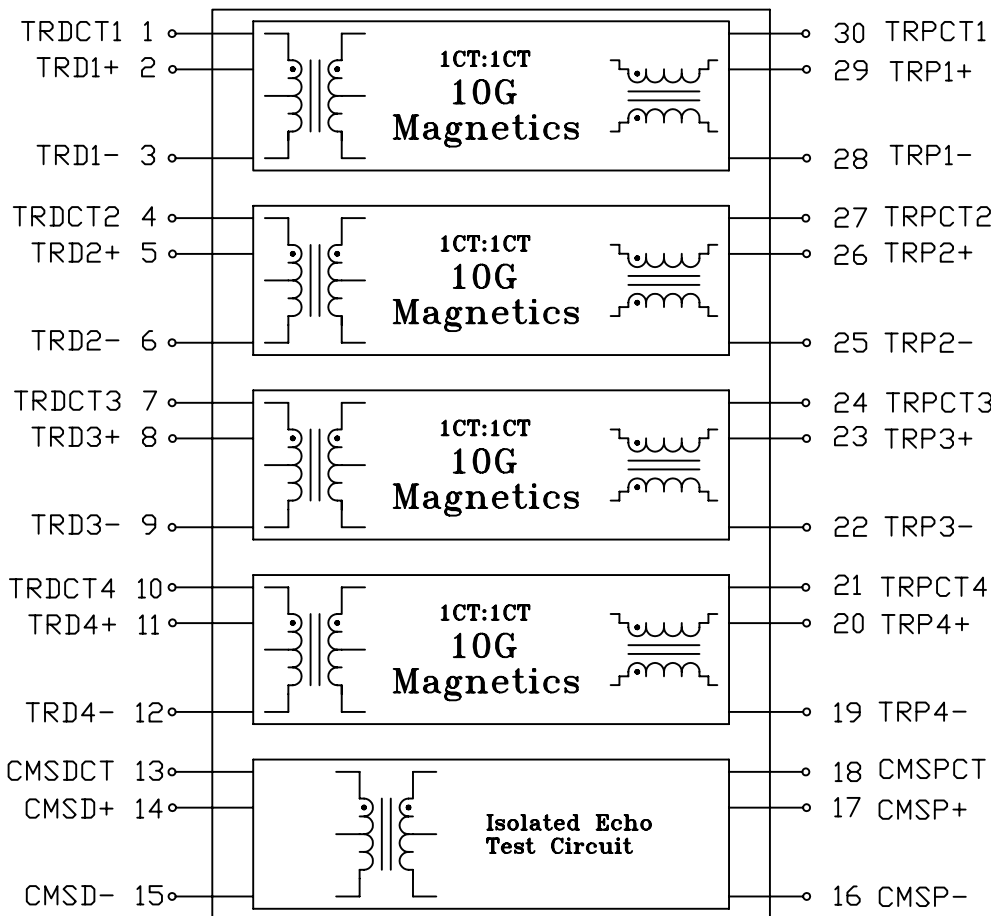 TRDCT1 1
TRD1+ 2
TRD1- 3
1CT:1CT
10G
Magnetics
30 TRPCT1
29 TRP1+
28 TRP1-
TRDCT2 4
TRD2+ 5
TRD2- 6
1CT:1CT
10G
Magnetics
27 TRPCT2
26 TRP2+
25 TRP2-
TRDCT3 7
TRD3+ 8
TRD3- 9
1CT:1CT
10G
Magnetics
24 TRPCT3
23 TRP3+
22 TRP3-
TRDCT4 10
TRD4+ 11
TRD4- 12
1CT:1CT
10G
Magnetics
21 TRPCT4
20 TRP4+
19 TRP4-
CMSDCT 13
CMSD+ 14
CMSD- 15
Isolated Echo
Test Circuit
18 CMSPCT
17 CMSP+
16 CMSP-